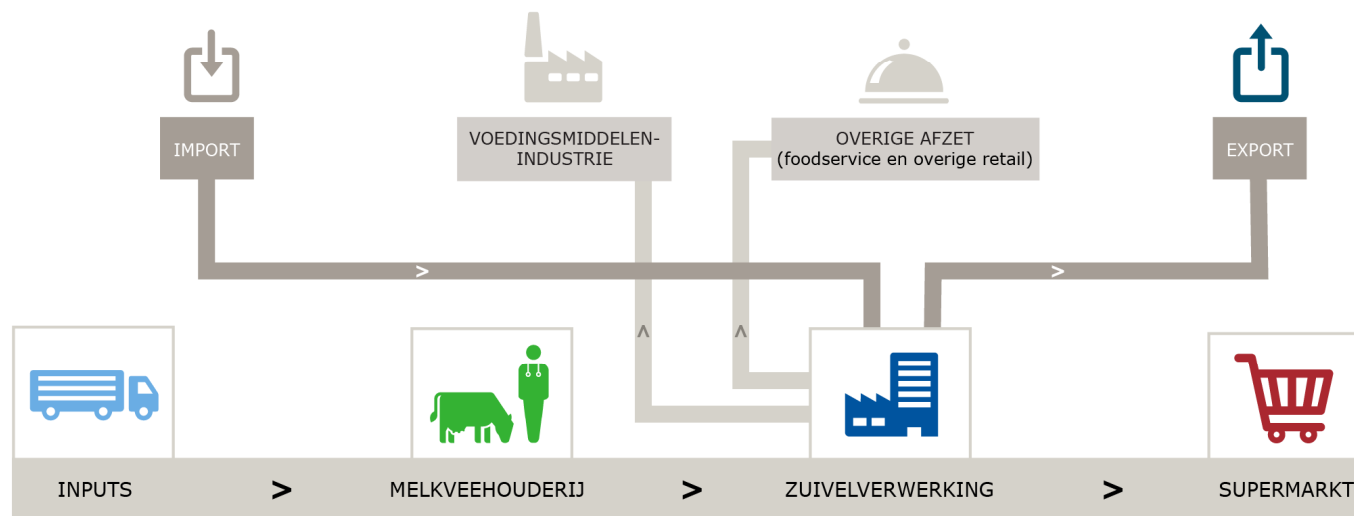 IMPORT
VOEDINGSMIDDELEN-
INDUSTRIE
OVERIGE AFZET
(foodservice en overige retail)
EXPORT
>
>
>
>
INPUTS
>
MELKVEEHOUDERIJ
>
ZUIVELVERWERKING
>
SUPERMARKT